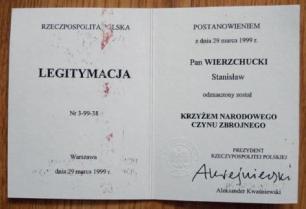 RZECZPOSPOLITA POLSKA
LEGITYMACJA
Nr 3-99-38
Warszawa
dnia 29 marca 1999 r.
POSTANOWIENIEM
z dnia 29 marca 1999 r.
Pan WIERZCHUCKI
Stanisław
odznaczony został
KRZYŻEM NARODOWEGO
CZYNU ZBROJNEGO
PREZYDENT
RZECZYPOSPOLITEJ POLSKIEJ
Aleksander Kwaśniewski